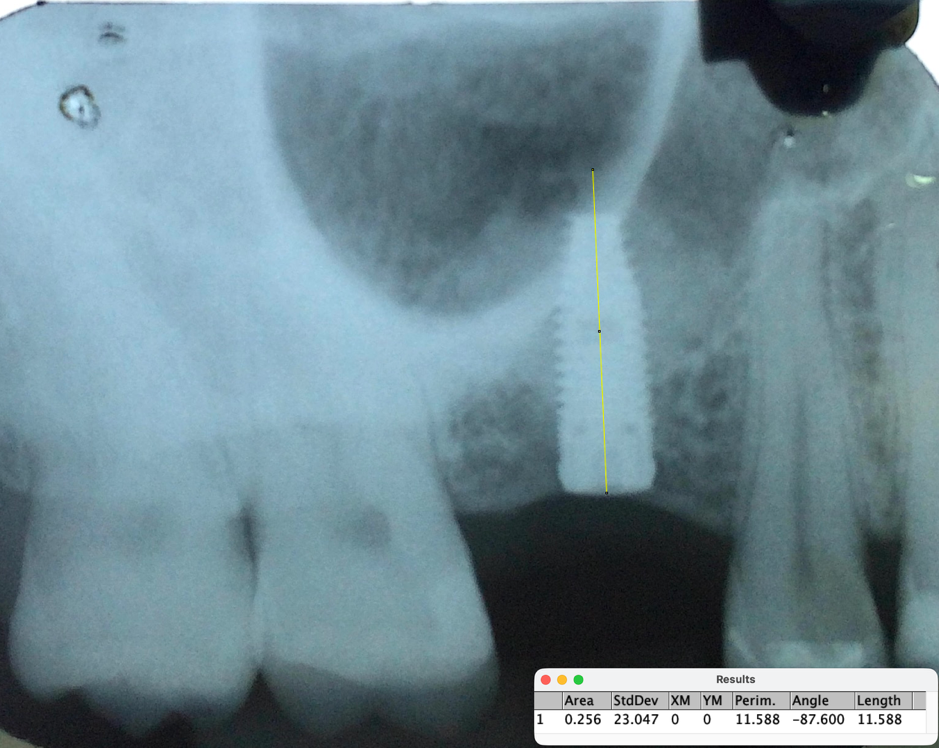 Results
Area StdDev XM YM Perim. Angle Length
1 0.256 23.047 0 0 11.588 −87.600 11.588